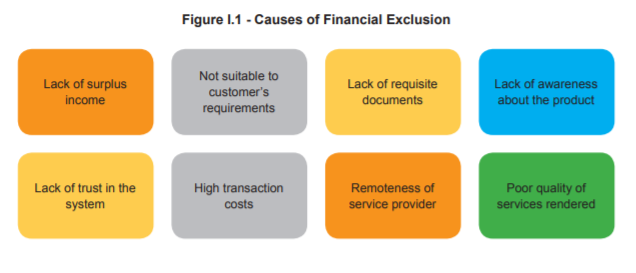 Figure I.1 - Causes of Financial Exclusion
Lack of surplus
income
Not suitable to
customer's
requirements
Lack of requisite
documents
Lack of awareness
about the product
Lack of trust in the
system
High transaction
costs
Remoteness of
service provider
Poor quality of
services rendered